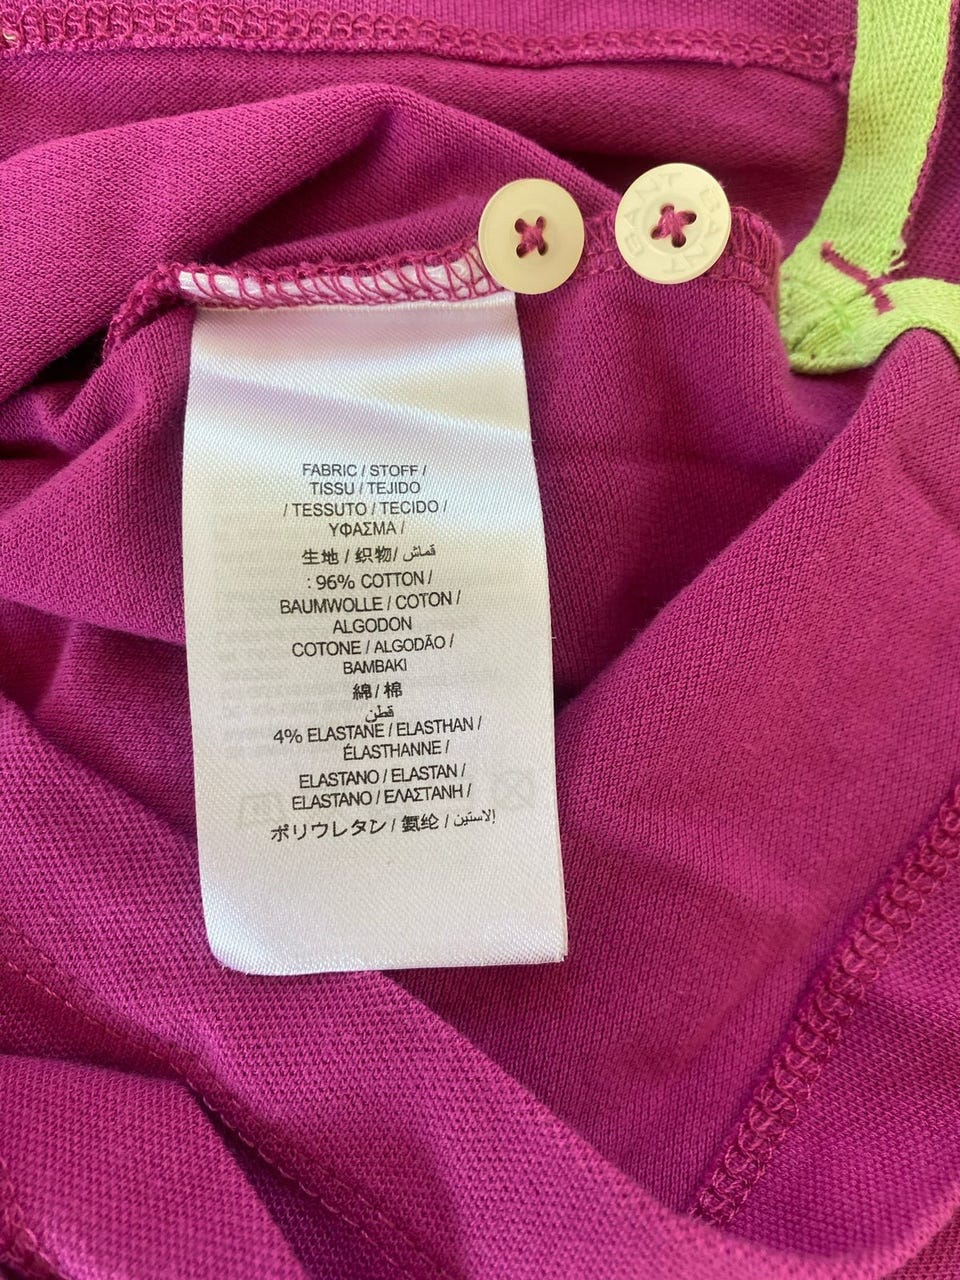 GANT GANT
FABRIC / STOFF /
TISSU / TEJIDO
/ TESSUTO / TECIDO /
ΥΦΑΣΜΑ /
生地 / 织物/ قماش
: 96% COTTON /
BAUMWOLLE / COTON /
ALGODON
COTONE / ALGODÃO /
BAMBAKI
綿 / 棉
قطن
4% ELASTANE / ELASTHAN /
ÉLASTHANNE /
ELASTANO / ELASTAN /
ELASTANO / ΕΛΑΣΤΑΝΗ /
ポリウレタン / 氨纶 / الاستين